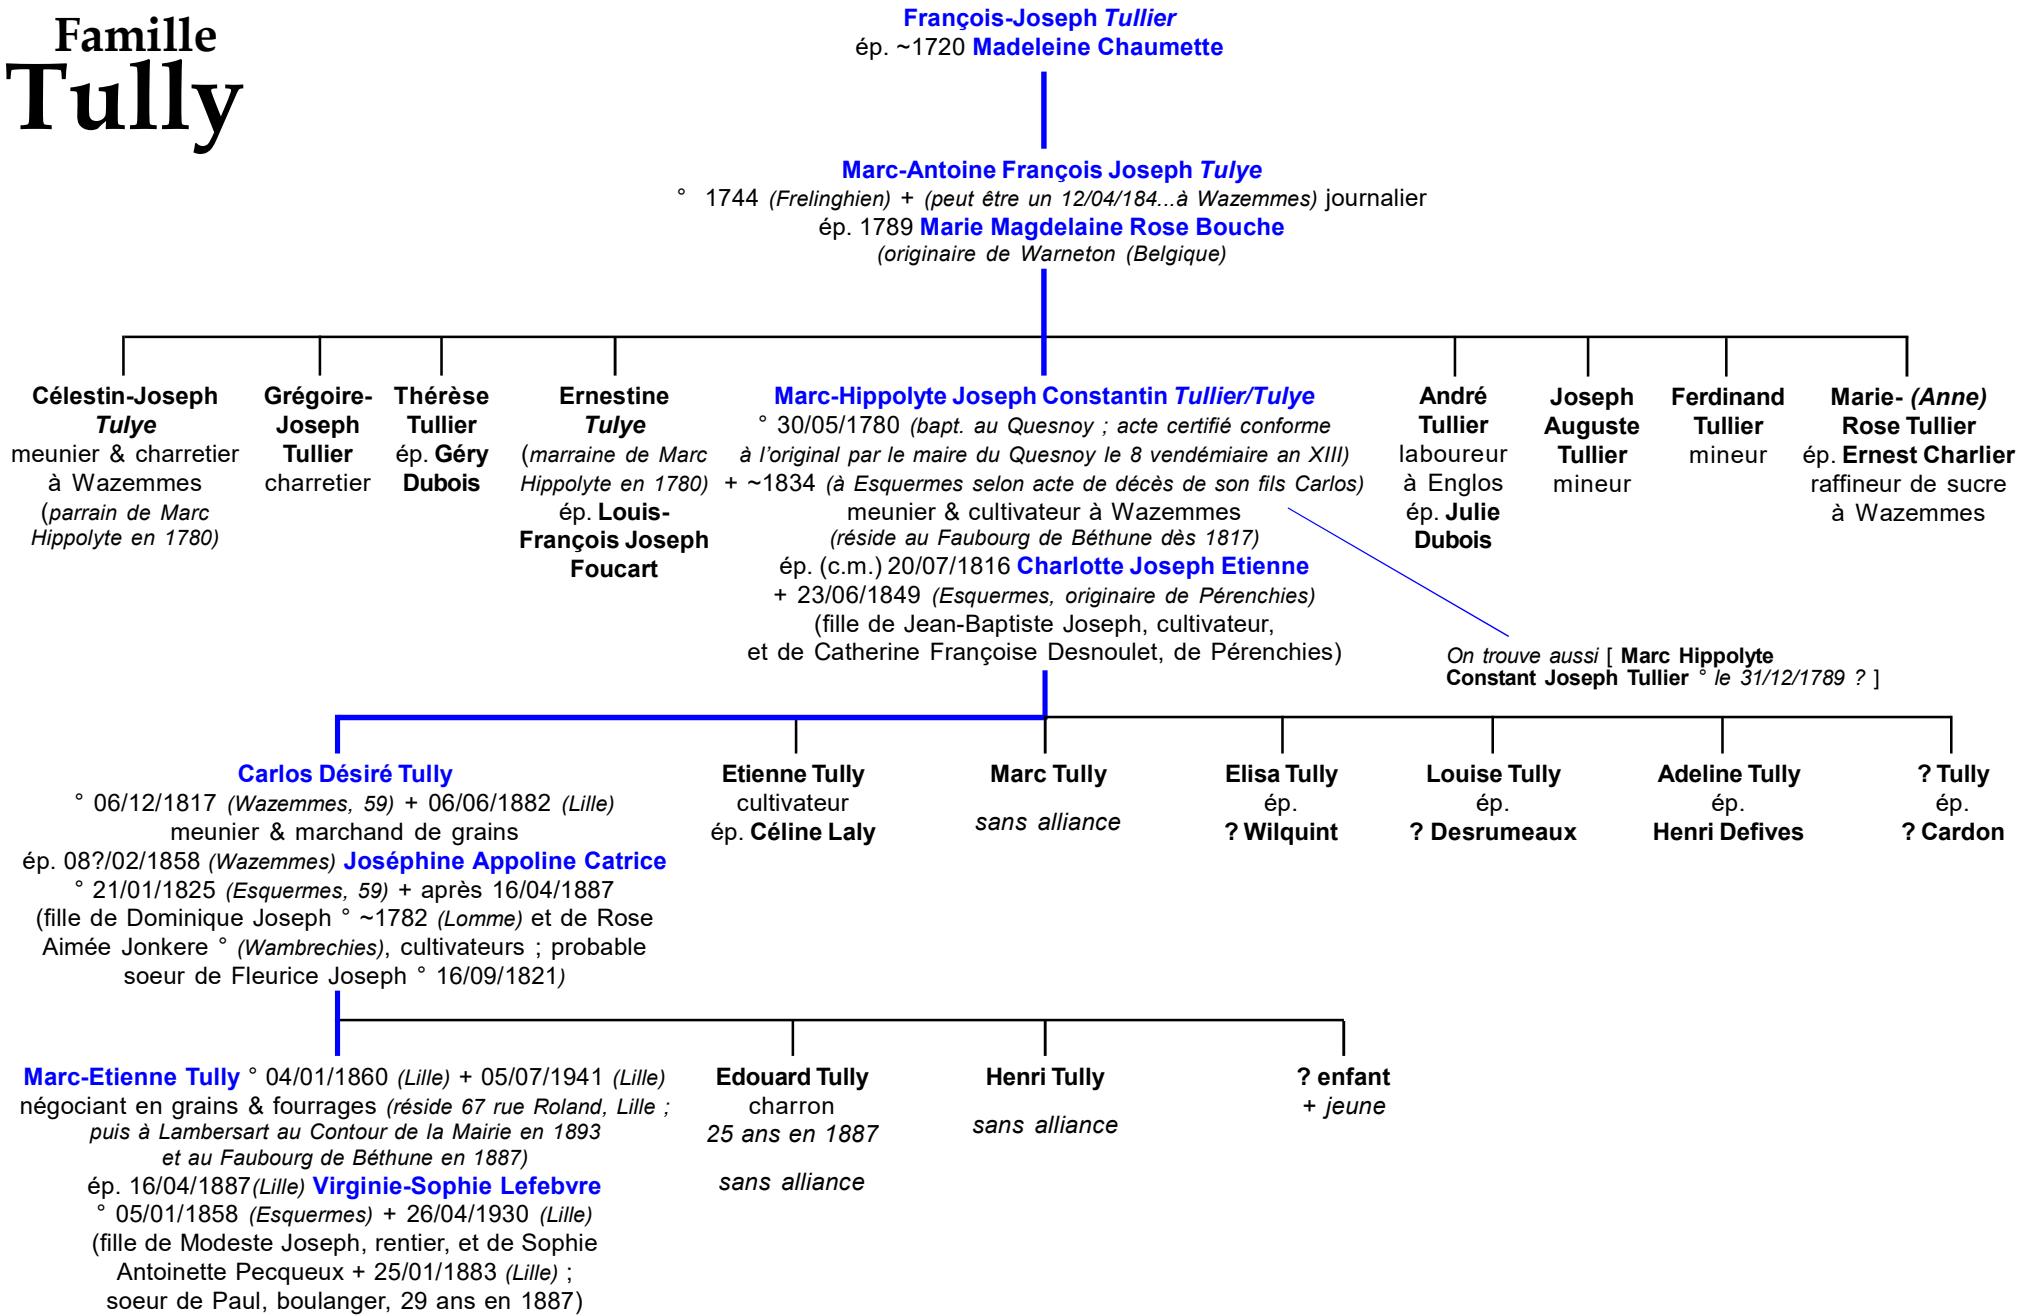 Famille
Tully
François-Joseph Tullier
ép. ~1720 Madeleine Chaumette
Marc-Antoine François Joseph Tulye
° 1744 (Frelinghien) + (peut être un 12/04/184...à Wazemmes) journalier
ép. 1789 Marie Magdelaine Rose Bouche
(originaire de Warneton (Belgique)
Célestin-Joseph
Tulye
meunier & charretier
à Wazemmes
(parrain de Marc
Hippolyte en 1780)
Grégoire-
Joseph
Tullier
charretier
Thérèse
Tullier
ép. Géry
Dubois
Ernestine
Tulye
(marraine de Marc
Hippolyte en 1780)
ép. Louis-
François Joseph
Foucart
Marc-Hippolyte Joseph Constantin Tullier/Tulye
° 30/05/1780 (bapt. au Quesnoy ; acte certifié conforme
à l'original par le maire du Quesnoy le 8 vendémiaire an XIII)
+ ~1834 (à Esquermes selon acte de décès de son fils Carlos)
meunier & cultivateur à Wazemmes
(réside au Faubourg de Béthune dès 1817)
ép. (c.m.) 20/07/1816 Charlotte Joseph Etienne
+ 23/06/1849 (Esquermes, originaire de Pérenchies)
(fille de Jean-Baptiste Joseph, cultivateur,
et de Catherine Françoise Desnoulet, de Pérenchies)
André
Tullier
laboureur
à Englos
ép. Julie
Dubois
Joseph
Auguste
Tullier
mineur
Ferdinand
Tullier
mineur
Marie- (Anne)
Rose Tullier
ép. Ernest Charlier
raffineur de sucre
à Wazemmes
On trouve aussi [ Marc Hippolyte
Constant Joseph Tullier ° le 31/12/1789 ? ]
Carlos Désiré Tully
° 06/12/1817 (Wazemmes, 59) + 06/06/1882 (Lille)
meunier & marchand de grains
ép. 08?/02/1858 (Wazemmes) Joséphine Appoline Catrice
° 21/01/1825 (Esquermes, 59) + après 16/04/1887
(fille de Dominique Joseph ° ~1782 (Lomme) et de Rose
Aimée Jonkere ° (Wambrechies), cultivateurs ; probable
soeur de Fleurice Joseph ° 16/09/1821)
Etienne Tully
cultivateur
ép. Céline Laly
Marc Tully
sans alliance
Elisa Tully
ép.
? Wilquint
Louise Tully
ép.
? Desrumeaux
Adeline Tully
ép.
Henri Defives
? Tully
ép.
? Cardon
Marc-Etienne Tully ° 04/01/1860 (Lille) + 05/07/1941 (Lille)
négociant en grains & fourrages (réside 67 rue Roland, Lille ;
puis à Lambersart au Contour de la Mairie en 1893
et au Faubourg de Béthune en 1887)
ép. 16/04/1887(Lille) Virginie-Sophie Lefebvre
° 05/01/1858 (Esquermes) + 26/04/1930 (Lille)
(fille de Modeste Joseph, rentier, et de Sophie
Antoinette Pecqueux + 25/01/1883 (Lille) ;
soeur de Paul, boulanger, 29 ans en 1887)
Edouard Tully
charron
25 ans en 1887
sans alliance
Henri Tully
sans alliance
? enfant
+ jeune